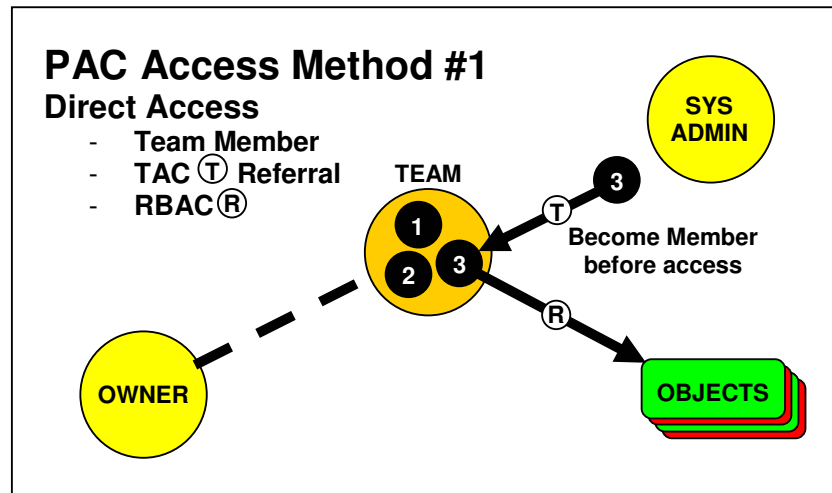 PAC Access Method #1
Direct Access
- Team Member
- TAC Ⓣ Referral
- RBAC Ⓡ
SYS
ADMIN
TEAM
3
T
1
2
3
Become Member
before access
R
OWNER
OBJECTS